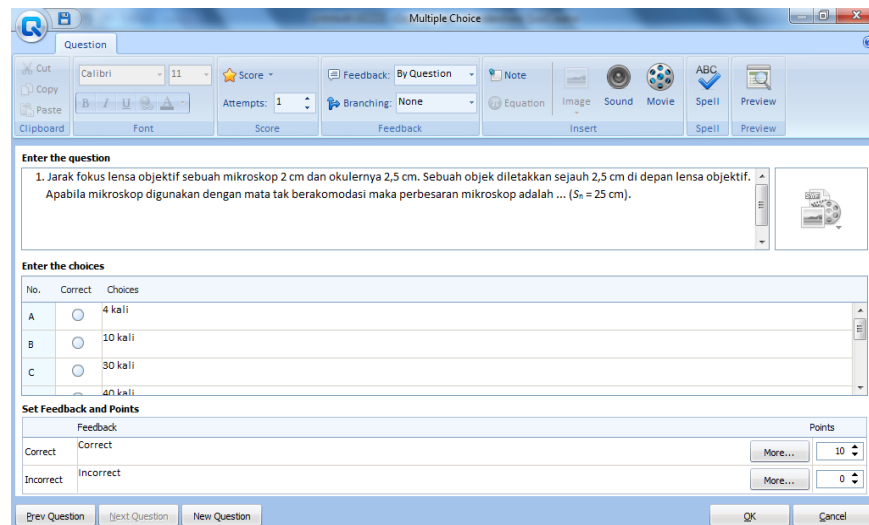 Multiple Choice
Question
Cut
Copy
Paste
Clipboard
Calibri 11
B I U A
Font
Score
Attempts: 1
Score
Feedback: By Question
Branching: None
Feedback
Note
Equation
Image
Sound
Movie
Insert
ABC
Spell
Spell
Preview
Preview
Enter the question
1. Jarak fokus lensa objektif sebuah mikroskop 2 cm dan okulernya 2,5 cm. Sebuah objek diletakkan sejauh 2,5 cm di depan lensa objektif.
Apabila mikroskop digunakan dengan mata tak berakomodasi maka perbesaran mikroskop adalah ... (Sn = 25 cm).
Enter the choices
No. Correct Choices
A 4 kali
B 10 kali
C 30 kali
40 kali
Set Feedback and Points
Feedback Points
Correct Correct More... 10
Incorrect Incorrect More... 0
Prev Question Next Question New Question OK Cancel